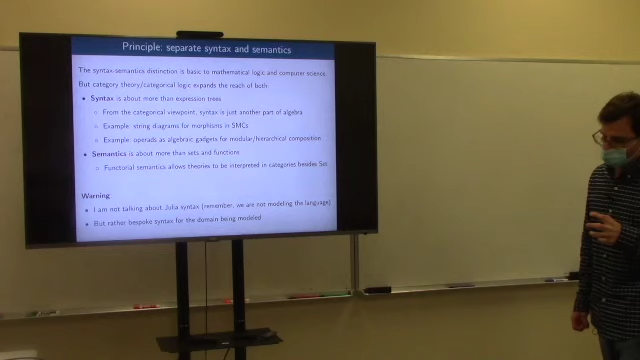 Principle: separate syntax and semantics
The syntax-semantics distinction is basic to mathematical logic and computer science.
But category theory/categorical logic expands the reach of both.
• Syntax is about more than expression trees
○ From the categorical viewpoint, syntax is just another part of algebra
○ Example: string diagrams for morphisms in SMCs
○ Example: operads as algebraic gadgets for modular/hierarchical composition
• Semantics is about more than sets and functions
○ Functorial semantics allows theories to be interpreted in categories besides Set
Warning
• I am not talking about Julia syntax (remember, we are not modeling the language)
• But rather bespoke syntax for the domain being modeled